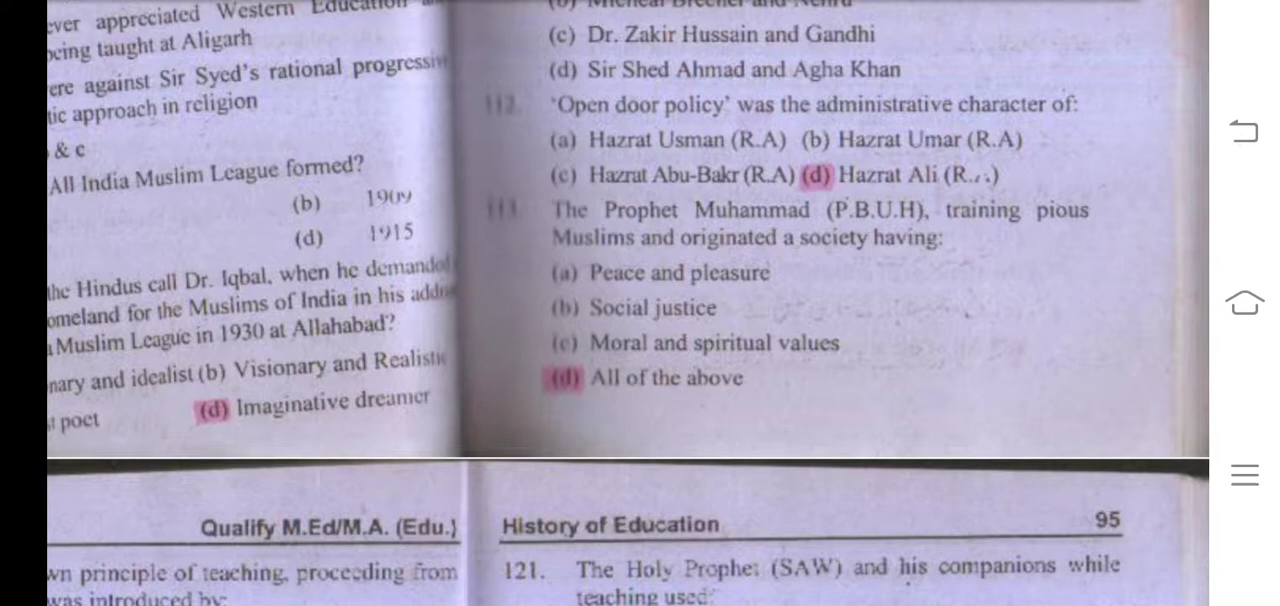 ever appreciated Western Education
being taught at Aligarh
ere against Sir Syed's rational progressive
tic approach in religion
& c
All India Muslim League formed?
(b) 1909
(d) 1915
the Hindus call Dr. Iqbal, when he demanded
omeland for the Muslims of India in his addre
Muslim League in 1930 at Allahabad?
nary and idealist (b) Visionary and Realistic
poet (d) Imaginative dreamer
(c) Dr. Zakir Hussain and Gandhi
(d) Sir Shed Ahmad and Agha Khan
112. 'Open door policy' was the administrative character of:
(a) Hazrat Usman (R.A) (b) Hazrat Umar (R.A)
(c) Hazrat Abu-Bakr (R.A) (d) Hazrat Ali (R.A)
113. The Prophet Muhammad (P.B.U.H), training pious
Muslims and originated a society having:
(a) Peace and pleasure
(b) Social justice
(c) Moral and spiritual values
(d) All of the above
Qualify M.Ed/M.A. (Edu.)
wn principle of teaching, proceeding from
was introduced by:
History of Education 95
121. The Holy Prophet (SAW) and his companions while
teaching used: